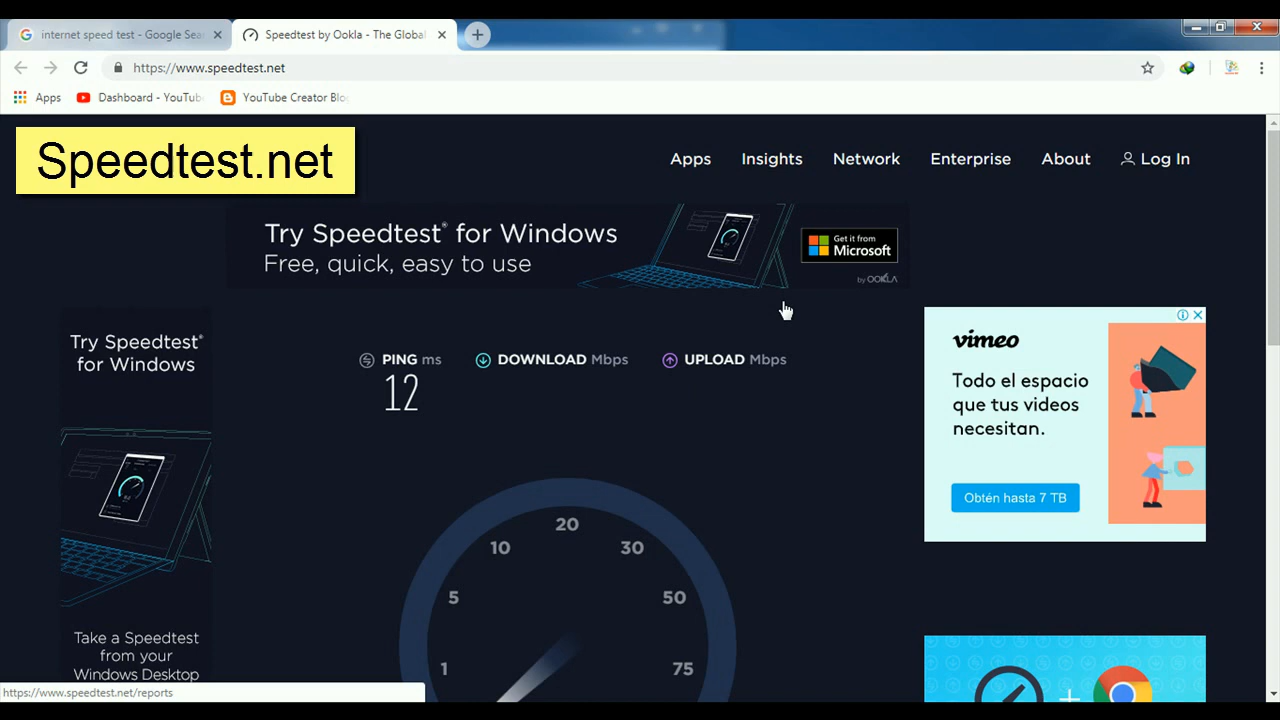 internet speed test - Google Sea
Speedtest by Ookla - The Global
https://www.speedtest.net
Apps
Dashboard - YouTub
YouTube Creator Blo
Speedtest.net
Apps Insights Network Enterprise About Log In
Try Speedtest® for Windows
Free, quick, easy to use
Get it from
Microsoft
by OOKLA
Try Speedtest®
for Windows
PING ms
12
DOWNLOAD Mbps
UPLOAD Mbps
vimeo
Todo el espacio
que tus videos
necesitan.
Obtén hasta 7 TB
1
5
10
20
30
50
75
Take a Speedtest
from your
Windows Desktop
+
https://www.speedtest.net/reports